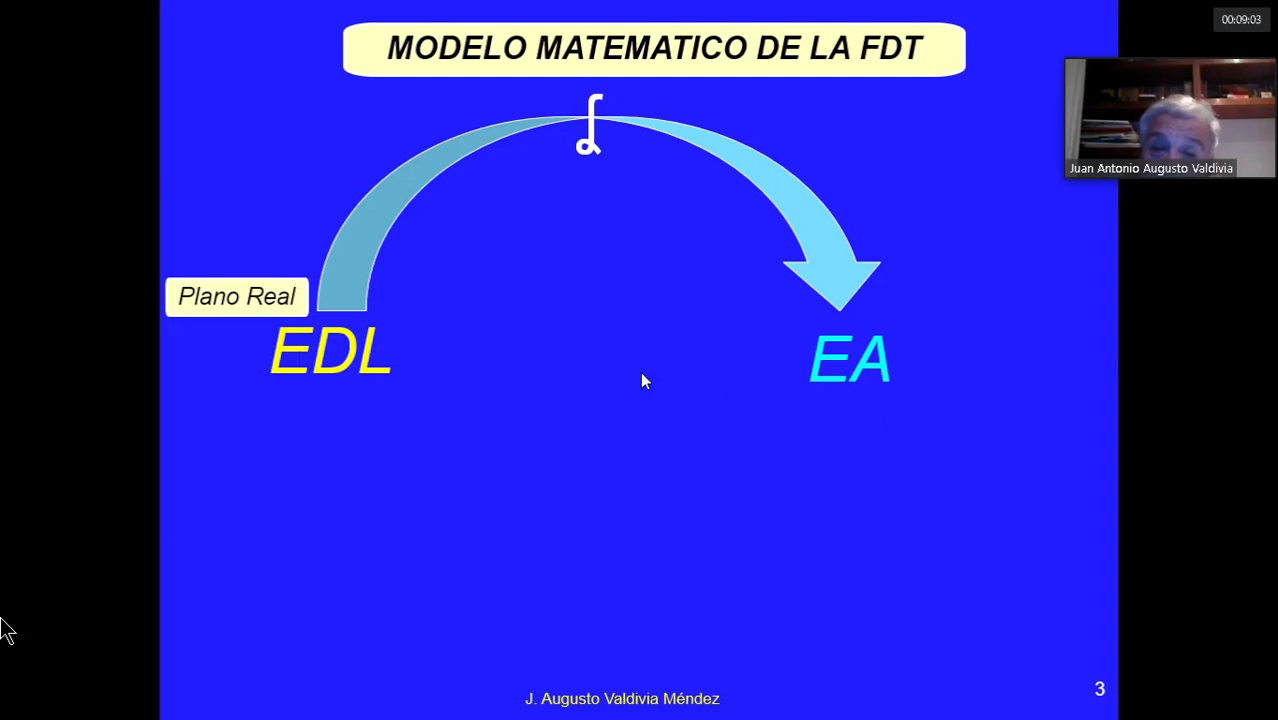 00:09:03
MODELO MATEMATICO DE LA FDT
Juan Antonio Augusto Valdivia
Plano Real
EDL
EA
J. Augusto Valdivia Méndez
3